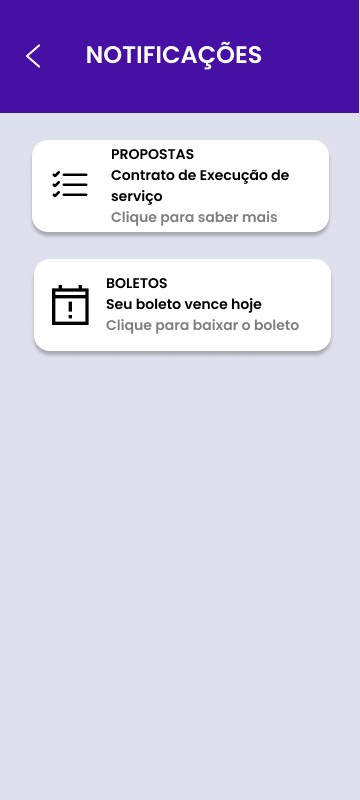 NOTIFICAÇÕES
PROPOSTAS
Contrato de Execução de
serviço
Clique para saber mais
BOLETOS
Seu boleto vence hoje
Clique para baixar o boleto